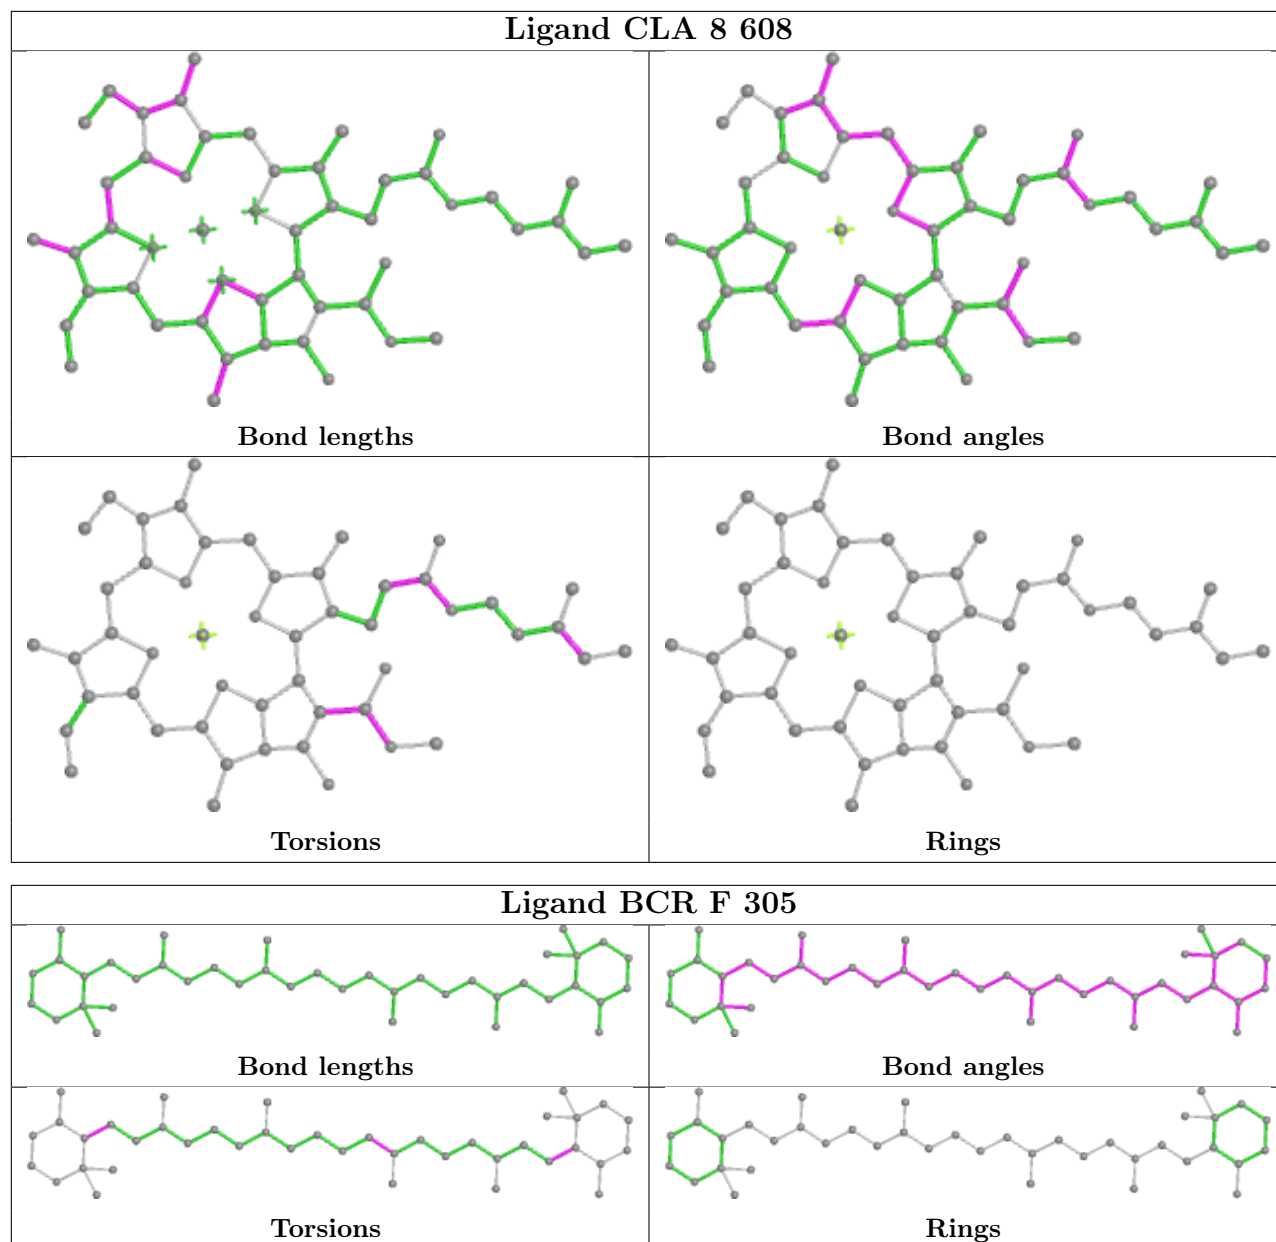 Ligand CLA 8 608
Bond lengths
Bond angles
Torsions
Rings
Ligand BCR F 305
Bond lengths
Bond angles
Torsions
Rings